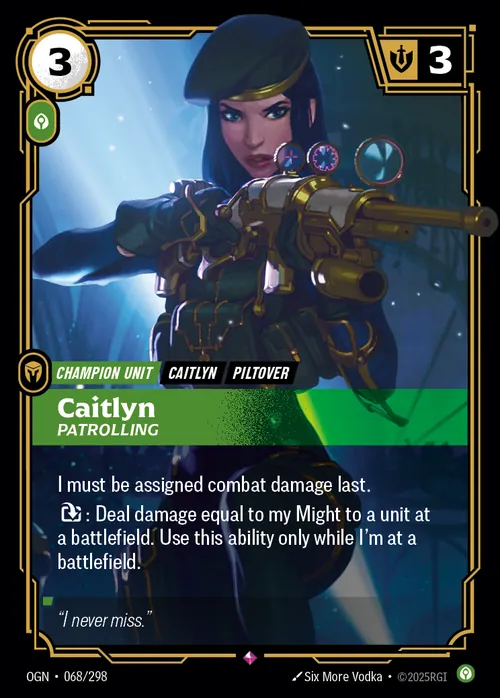 3
3
CHAMPION UNIT CAITLYN PILTOVER
Caitlyn
PATROLLING
I must be assigned combat damage last.
: Deal damage equal to my Might to a unit at
a battlefield. Use this ability only while I'm at a
battlefield.
“I never miss.”
OGN • 068/298 Six More Vodka • ©2025RGI